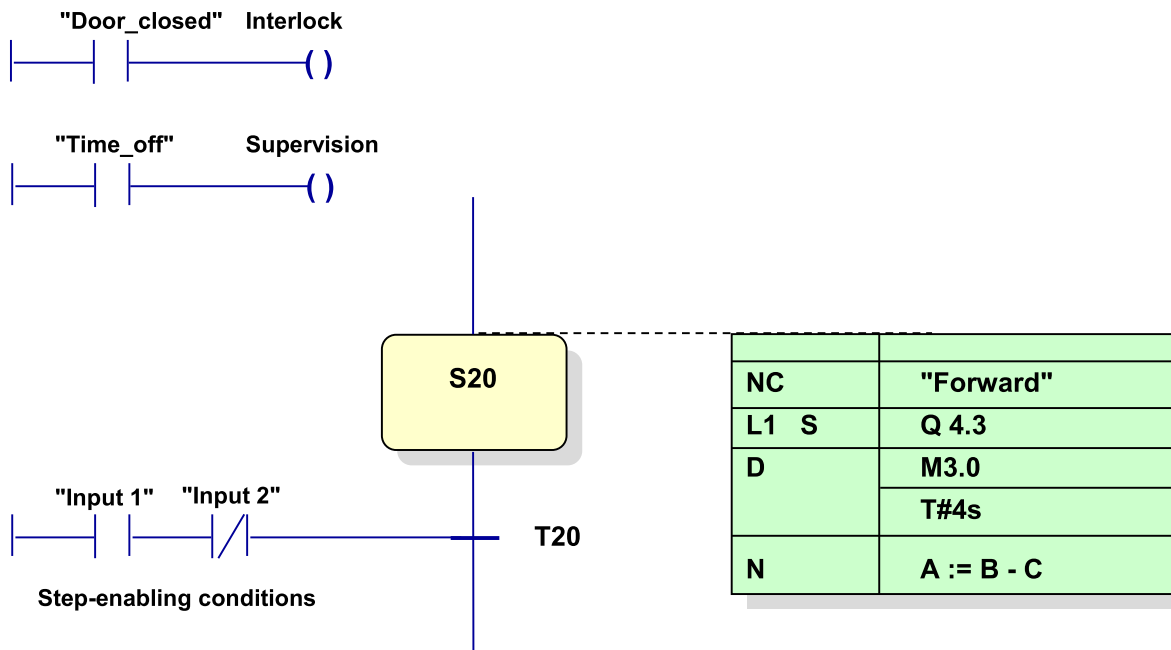 "Door_closed" Interlock
( )
"Time_off" Supervision
( )
S20
NC "Forward"
L1 S Q 4.3
D M3.0
T#4s
N A := B - C
"Input 1" "Input 2"
T20
Step-enabling conditions